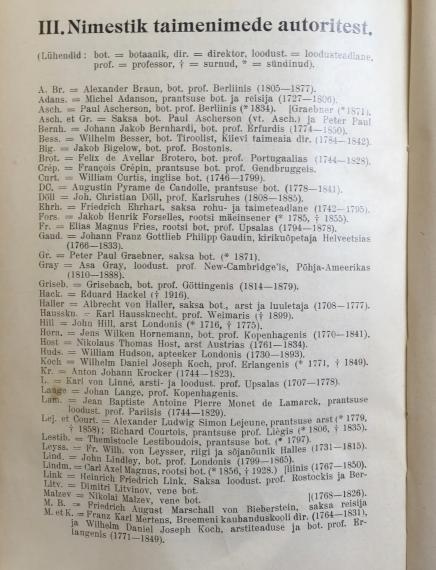 III. Nimestik taimenimede autoritest.
(Lühendid: bot. = botaanik, dir. = direktor, loodust. = loodusteadlane,
prof. = professor, † = surnud, * = sündinud).
A. Br. = Alexander Braun, bot. prof. Berliinis (1805—1877).
Adans. = Michel Adanson, prantsuse bot. ja reisija (1727—1806).
Asch. = Paul Ascherson, bot. prof. Berliinis (* 1834). [Graebner (* 1871).
Asch. et Gr. = Saksa bot. Paul Ascherson (vt. Asch.) ja Peter Paul
Bernh. = Johann Jakob Bernhardi, bot. prof. Erfurdis (1774—1850).
Bess. = Wilhelm Besser, bot. Tiroolist, Kiievi taimeaia dir. (1784—1842).
Big. = Jakob Bigelow, bot. prof. Bostonis.
Brot. = Felix de Avellar Brotero, bot. prof. Portugaalias (1744—1828).
Crép. = François Crépin, prantsuse bot. prof. Gendbruggeis.
Curt. = William Curtis, inglise bot. (1746—1799).
DC. = Augustin Pyrame de Candolle, prantsuse bot. (1778—1841).
Döll = Joh. Christian Döll, prof. Karlsruhes (1808—1885).
Ehrh. = Friedrich Ehrhart, saksa rohu- ja taimeteadlane (1742—1795).
Fors. = Jakob Henrik Forselles, rootsi mäeinsener (* 1785, † 1855).
Fr. = Elias Magnus Fries, rootsi bot. prof. Upsalas (1794—1878).
Gaud. = Johann Franz Gottlieb Philipp Gaudin, kirikuõpetaja Helveetsias
(1766—1833).
Gr. = Peter Paul Graebner, saksa bot. (* 1871).
Gray = Asa Gray, loodust. prof. New-Cambridge'is, Põhja-Ameerikas
(1810—1888).
Griseb. = Grisebach, bot. prof. Göttingenis (1814—1879).
Hack. = Eduard Hackel († 1916).
Haller = Albrecht von Haller, saksa bot., arst ja luuletaja (1708—1777).
Hausskn. = Karl Haussknecht, prof. Weimaris († 1899).
Hill = John Hill, arst Londonis (* 1716, † 1775).
Horn. = Jens Wilken Hornemann, bot. prof. Kopenhagenis (1770—1841).
Host = Nikolaus Thomas Host, arst Austrias (1761—1834).
Huds. = William Hudson, apteeker Londonis (1730—1893).
Koch = Wilhelm Daniel Joseph Koch, prof. Erlangenis (* 1771, † 1849).
Kr. = Anton Johann Krocker (1744—1823).
L. = Karl von Linné, arsti- ja loodust. prof. Upsalas (1707—1778).
Lange = Johan Lange, prof. Kopenhagenis.
Lam. = Jean Baptiste Antoine Pierre Monet de Lamarck, prantsuse
loodust. prof. Pariisis (1744—1829).
Lej. et Court. = Alexander Ludwig Simon Lejeune, prantsuse arst (* 1779,
† 1858); Richard Courtois, prantsuse prof. Liègis (* 1806, † 1835).
Lestib. = Themistocle Lestiboudois, prantsuse bot. (* 1797).
Leyss. = Fr. Wilh. von Leysser, riigi ja sõjanõunik Halles (1731—1815).
Lind. = John Lindley, bot. prof. Londonis (1799—1865).
Lindm. = Carl Axel Magnus, rootsi bot. (* 1856, † 1928.) [liinis (1767—1850).
Link = Heinrich Friedrich Link, Saksa loodust. prof. Rostockis ja Ber-
Litv. = Dimitri Litvinov, vene bot.
Malzev = Nikolai Malzev, vene bot. [(1768—1826).
M. B. = Friedrich August Marschall von Bieberstein, saksa reisija
M. et K. = Franz Karl Mertens, Breemeni kaubanduskooli dir. (1764—1831),
ja Wilhelm Daniel Joseph Koch, arstiteaduse ja bot. prof. Er-
langenis (1771—1849).